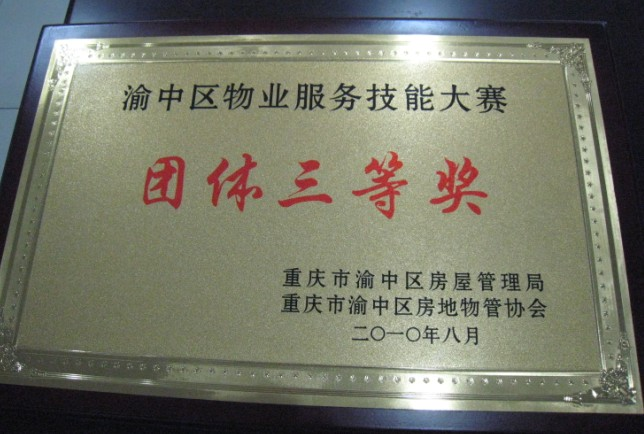 渝中区物业服务技能大赛
团体三等奖
重庆市渝中区房屋管理局
重庆市渝中区房地物管协会
二〇一〇年八月